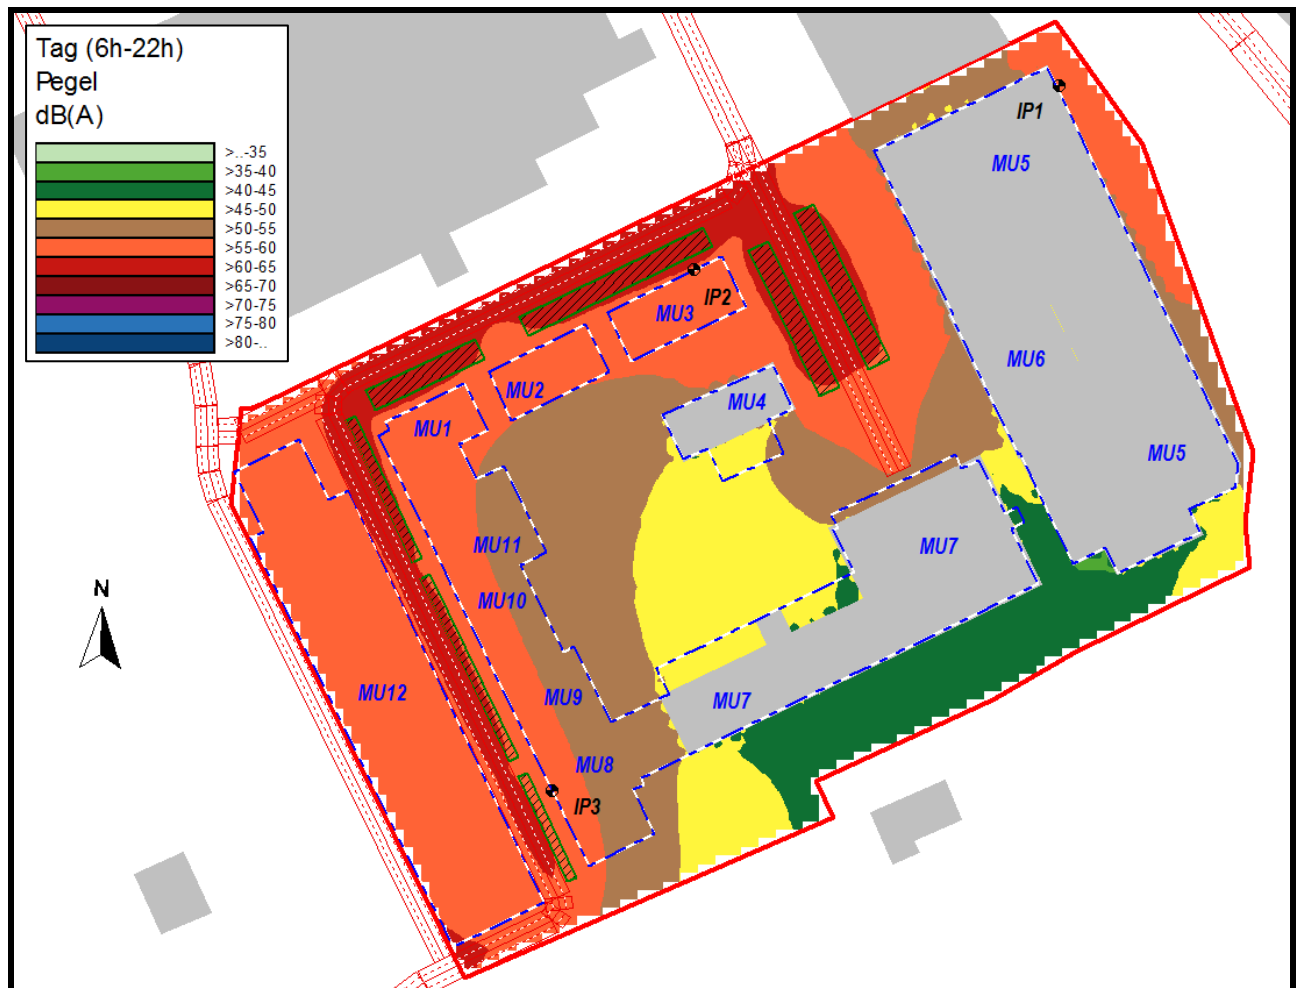 Tag (6h-22h)
Pegel
dB(A)
>..-35
>35-40
>40-45
>45-50
>50-55
>55-60
>60-65
>65-70
>70-75
>75-80
>80-..
IP1
MU5
IP2
MU3
MU6
MU2
MU4
MU1
MU5
MU11
MU7
MU10
MU12
MU9
MU7
MU8
IP3
N